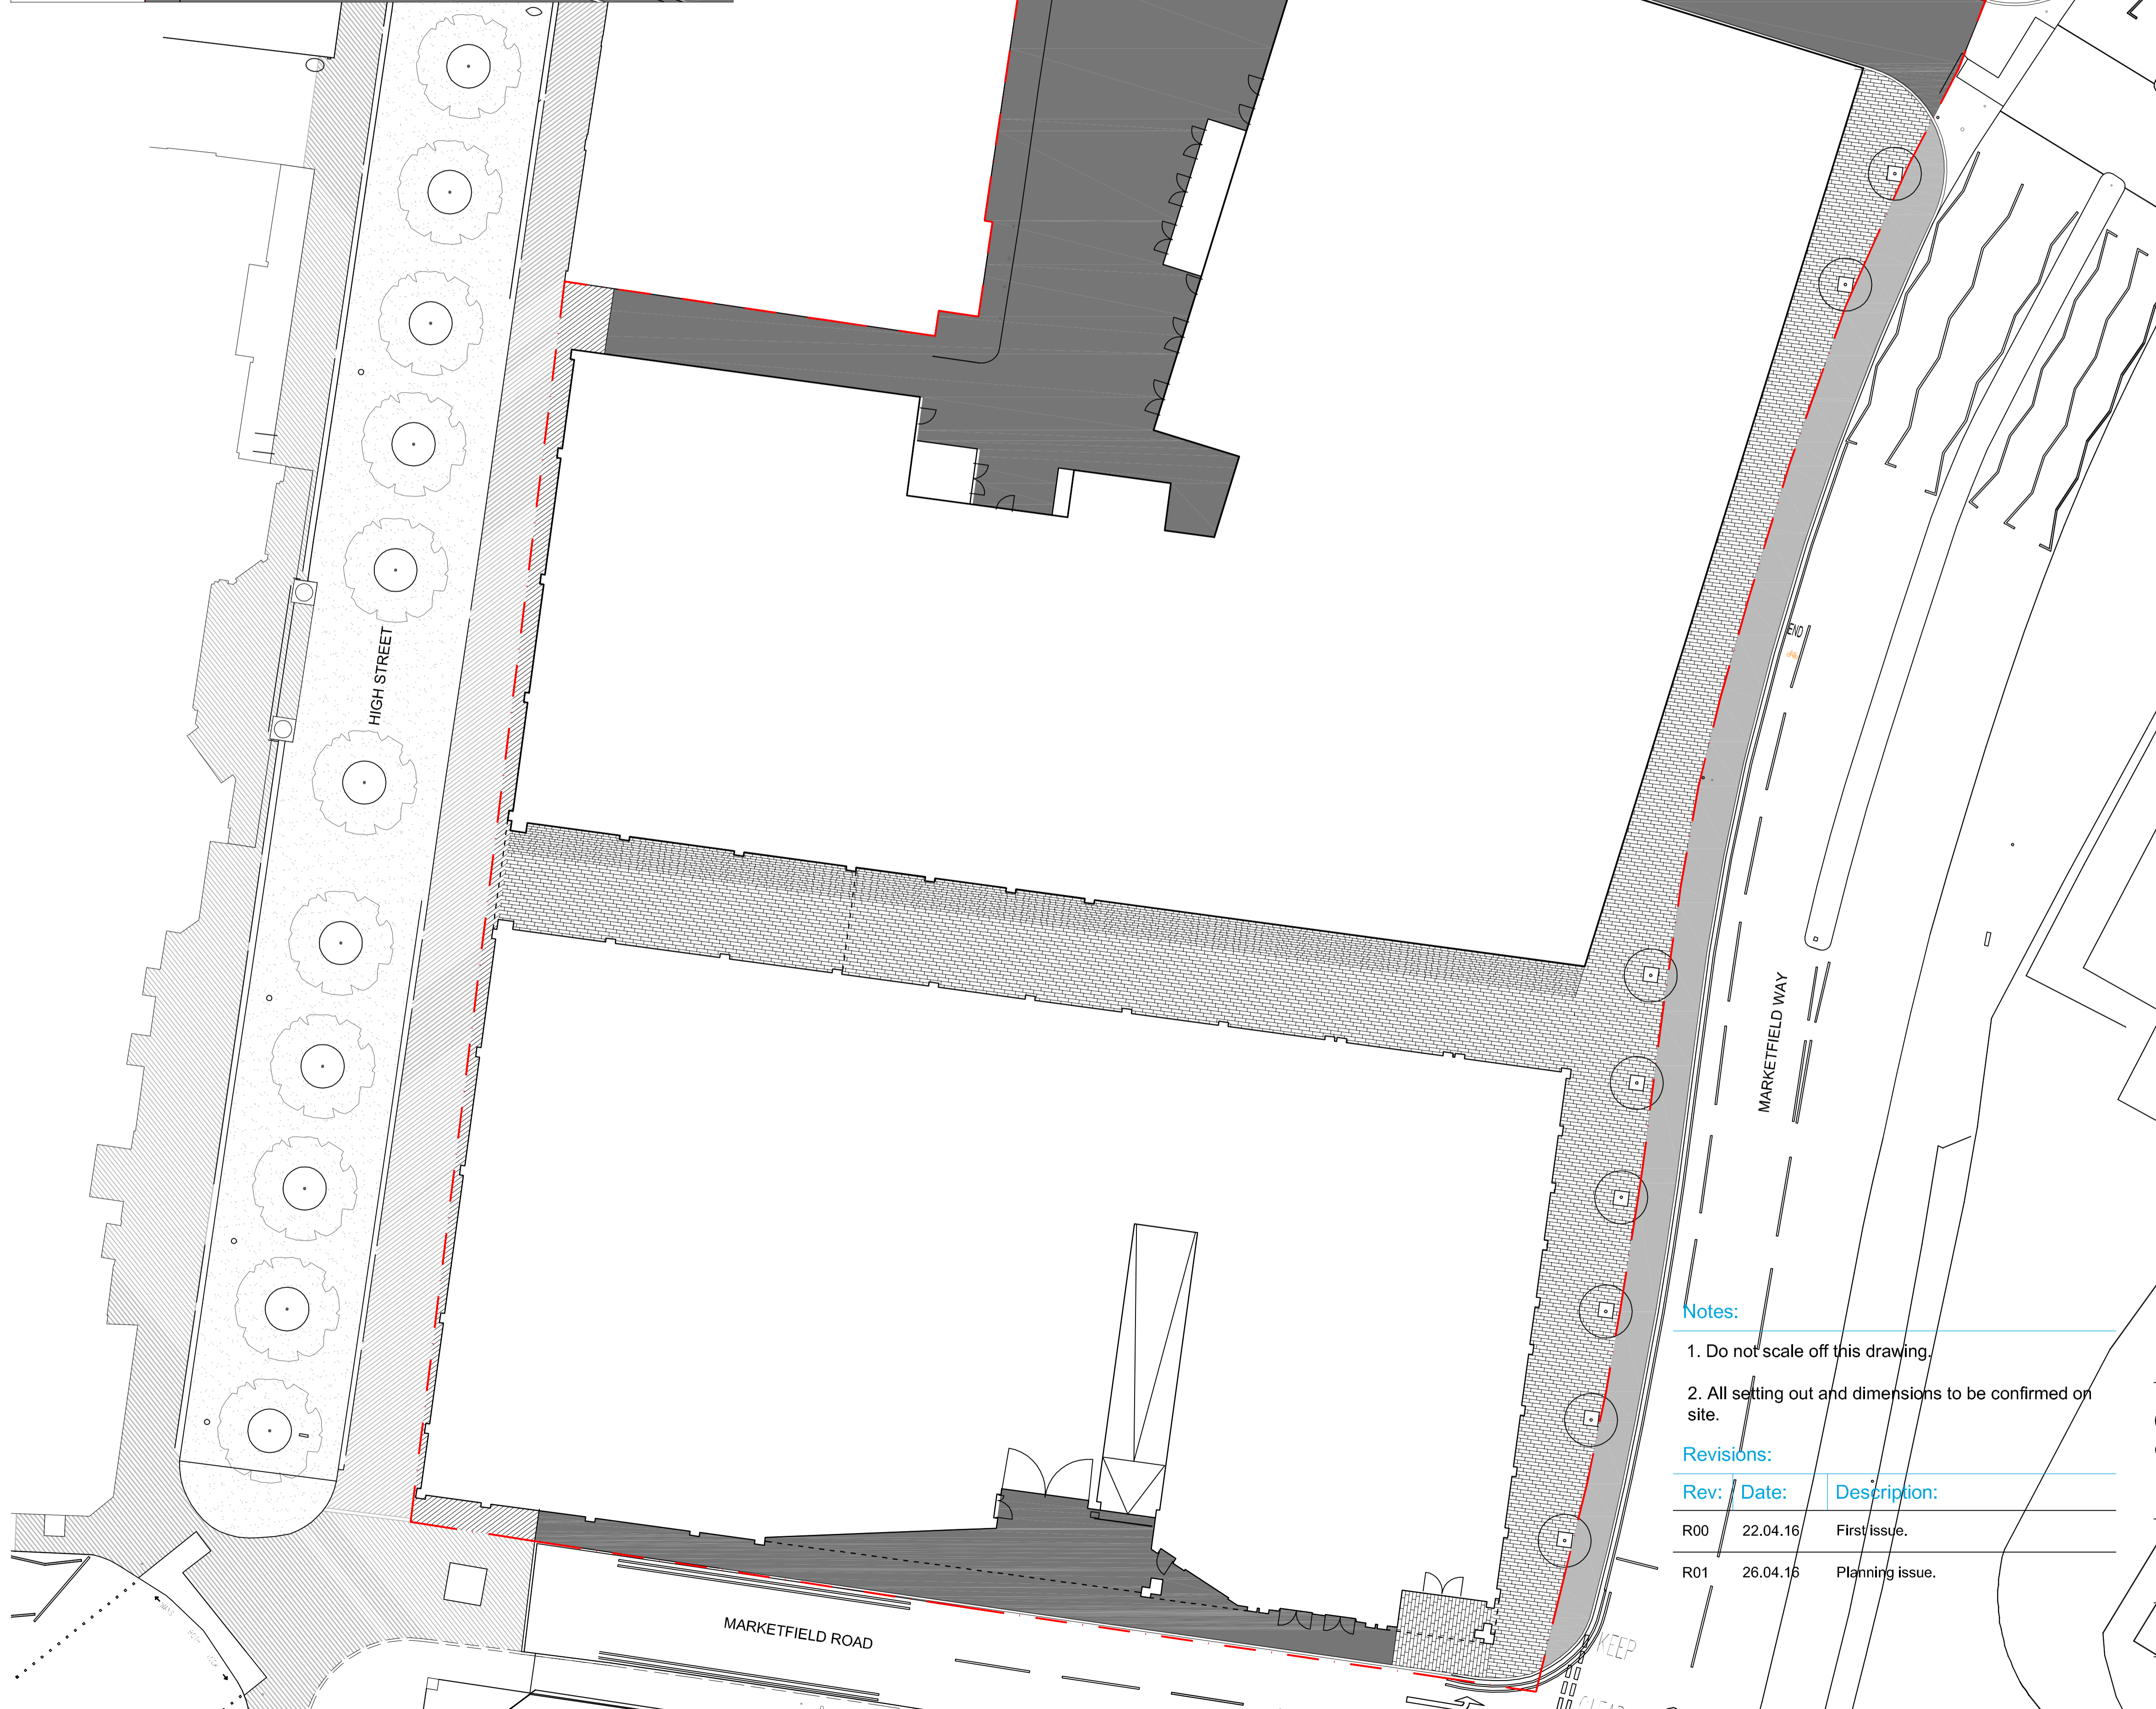 HIGH STREET
END
MARKETFIELD WAY
MARKETFIELD ROAD
KEEP
CLEAR
Notes:
1. Do not scale off this drawing.
2. All setting out and dimensions to be confirmed on
site.
Revisions:
Rev: Date: Description:
R00 22.04.16 First issue.
R01 26.04.16 Planning issue.